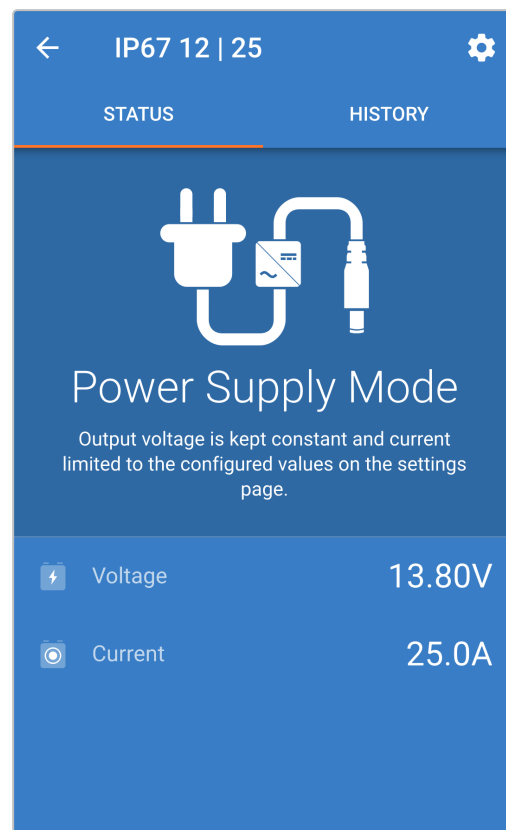 IP67 12 | 25
STATUS
HISTORY
Power Supply Mode
Output voltage is kept constant and current
limited to the configured values on the settings
page.
Voltage
13.80V
Current
25.0A